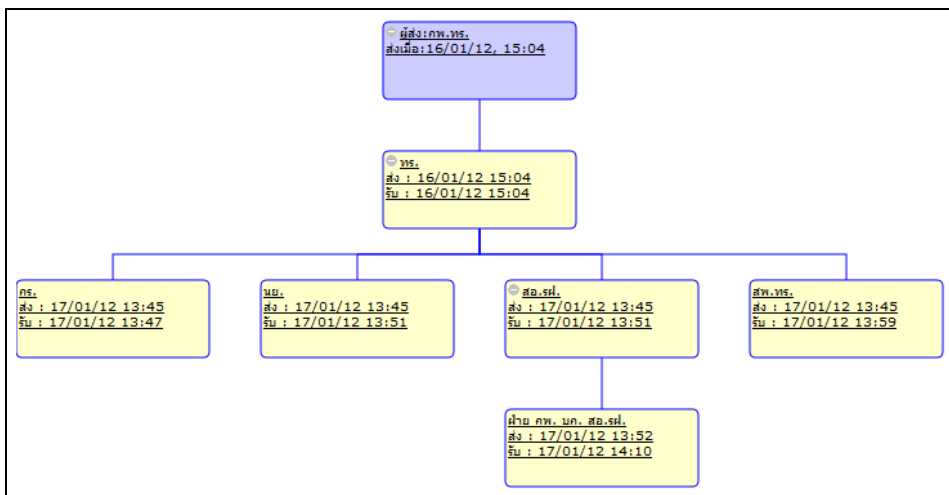 ผู้ส่ง:กพ.ทร.
ส่งเมื่อ:16/01/12, 15:04
ทร.
ส่ง : 16/01/12 15:04
รับ : 16/01/12 15:04
กร.
ส่ง : 17/01/12 13:45
รับ : 17/01/12 13:47
นย.
ส่ง : 17/01/12 13:45
รับ : 17/01/12 13:51
สอ.รฝ.
ส่ง : 17/01/12 13:45
รับ : 17/01/12 13:51
สพ.ทร.
ส่ง : 17/01/12 13:45
รับ : 17/01/12 13:59
ฝ่าย กพ. บก. สอ.รฝ.
ส่ง : 17/01/12 13:52
รับ : 17/01/12 14:10